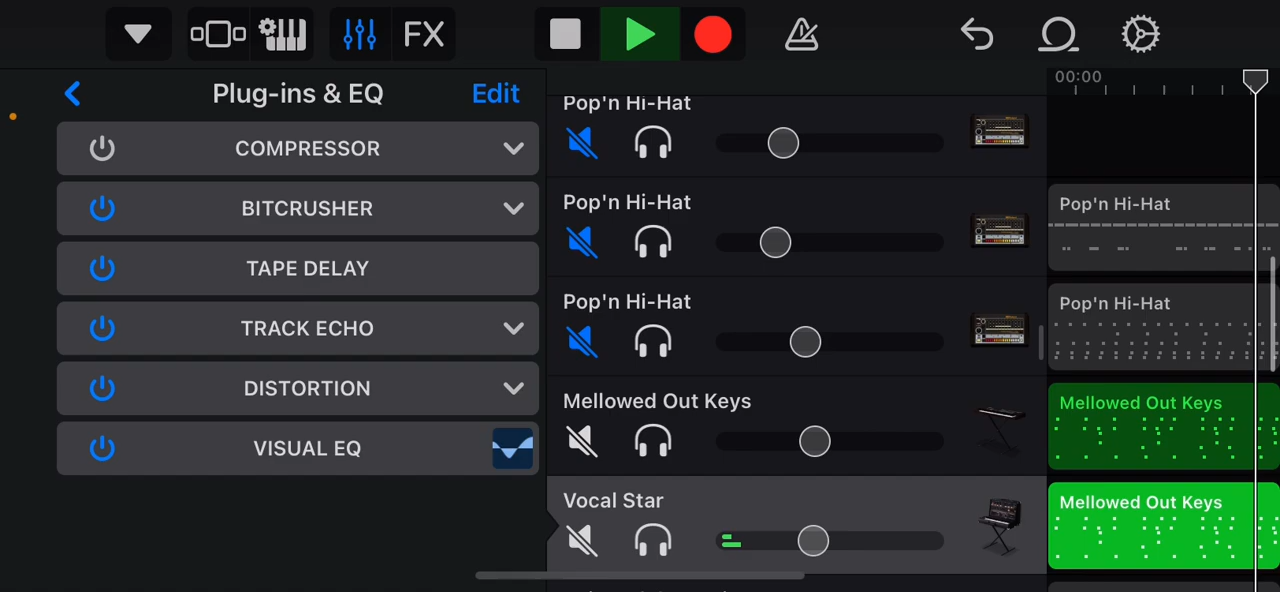 FX
Plug-ins & EQ
Edit
COMPRESSOR
BITCRUSHER
TAPE DELAY
TRACK ECHO
DISTORTION
VISUAL EQ
Pop'n Hi-Hat
Pop'n Hi-Hat
Pop'n Hi-Hat
Mellowed Out Keys
Vocal Star
00:00
Pop'n Hi-Hat
Pop'n Hi-Hat
Mellowed Out Keys
Mellowed Out Keys